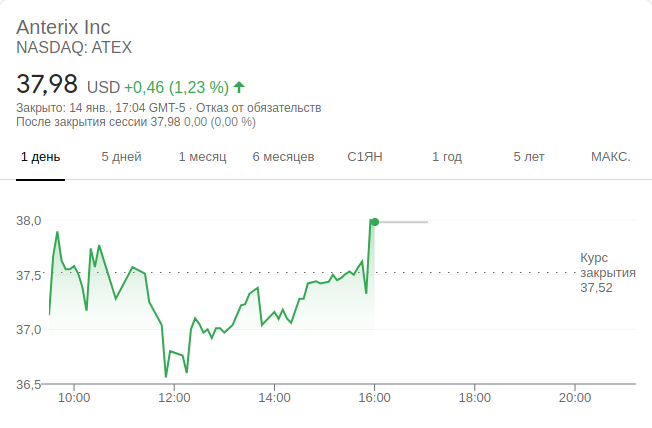 Anterix Inc
NASDAQ: ATEX
37,98 USD +0,46 (1,23 %)
Закрыто: 14 янв., 17:04 GMT-5 · Отказ от обязательств
После закрытия сессии 37,98 0,00 (0,00 %)
1 день 5 дней 1 месяц 6 месяцев С1ЯН 1 год 5 лет МАКС.
38,0
Курс
закрытия
37,52
37,5
37,0
36,5
10:00 12:00 14:00 16:00 18:00 20:00